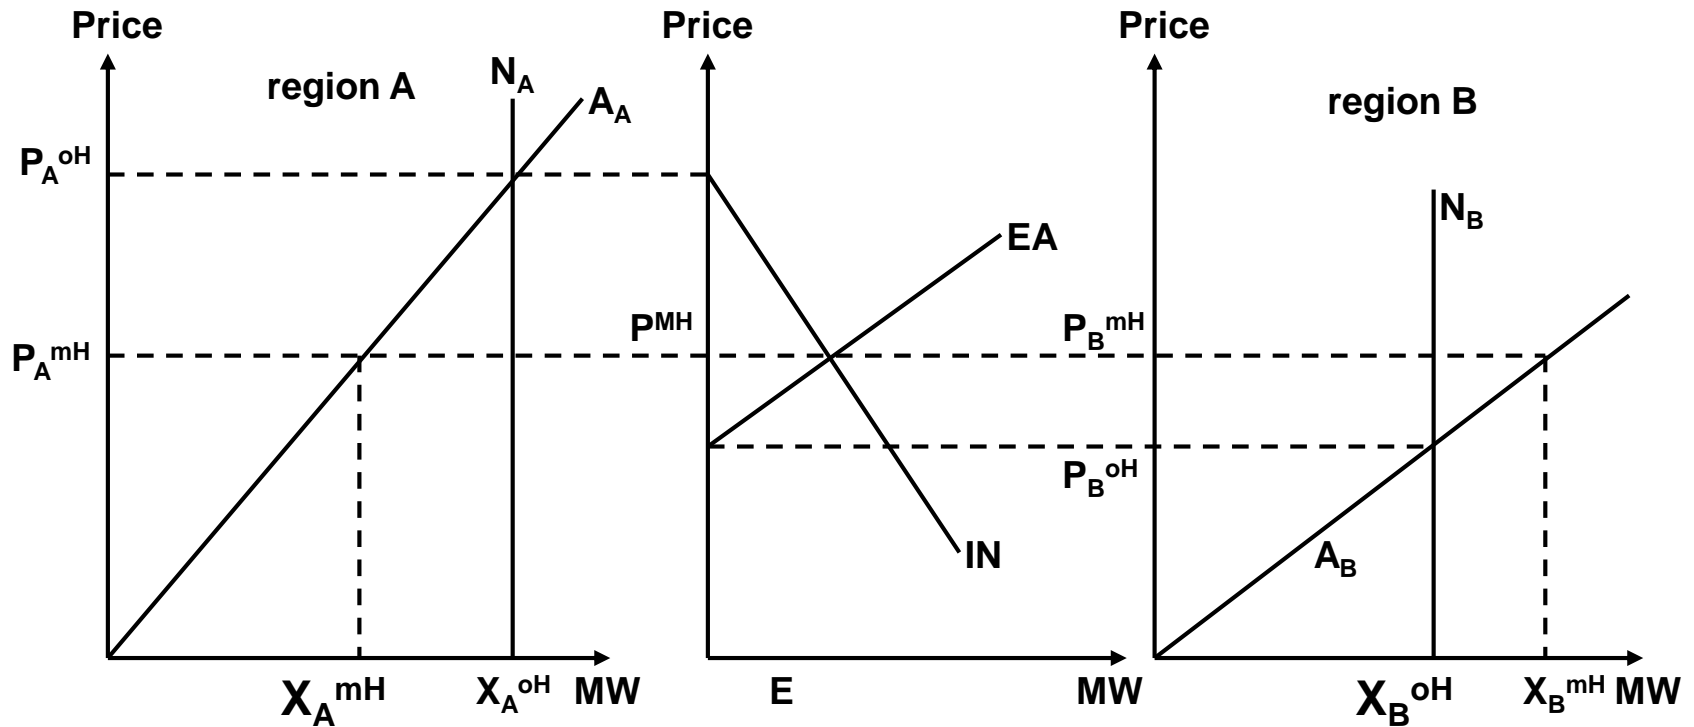 Price
Price
Price
region A
N_A
A_A
region B
P_A^oH
N_B
EA
P^MH
P_B^mH
P_A^mH
P_B^oH
IN
A_B
X_A^mH
X_A^oH
MW
E
MW
X_B^oH
X_B^mH
MW